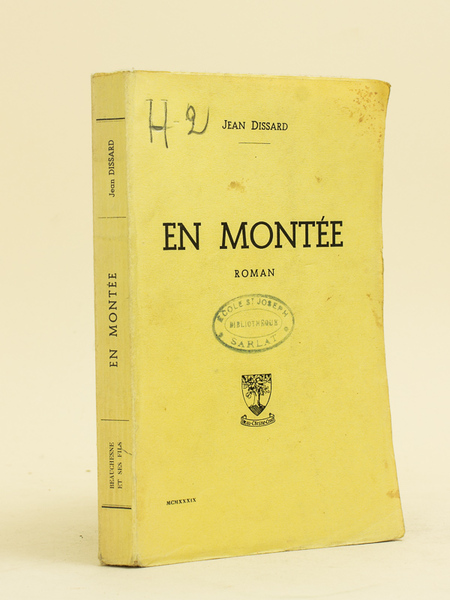 H-2
JEAN DISSARD
EN MONTÉE
ROMAN
ÉCOLE ST JOSEPH
BIBLIOTHÈQUE
SARLAT
MCMXXXIX
Jean DISSARD
EN MONTÉE
BEAUCHESNE
ET SES FILS